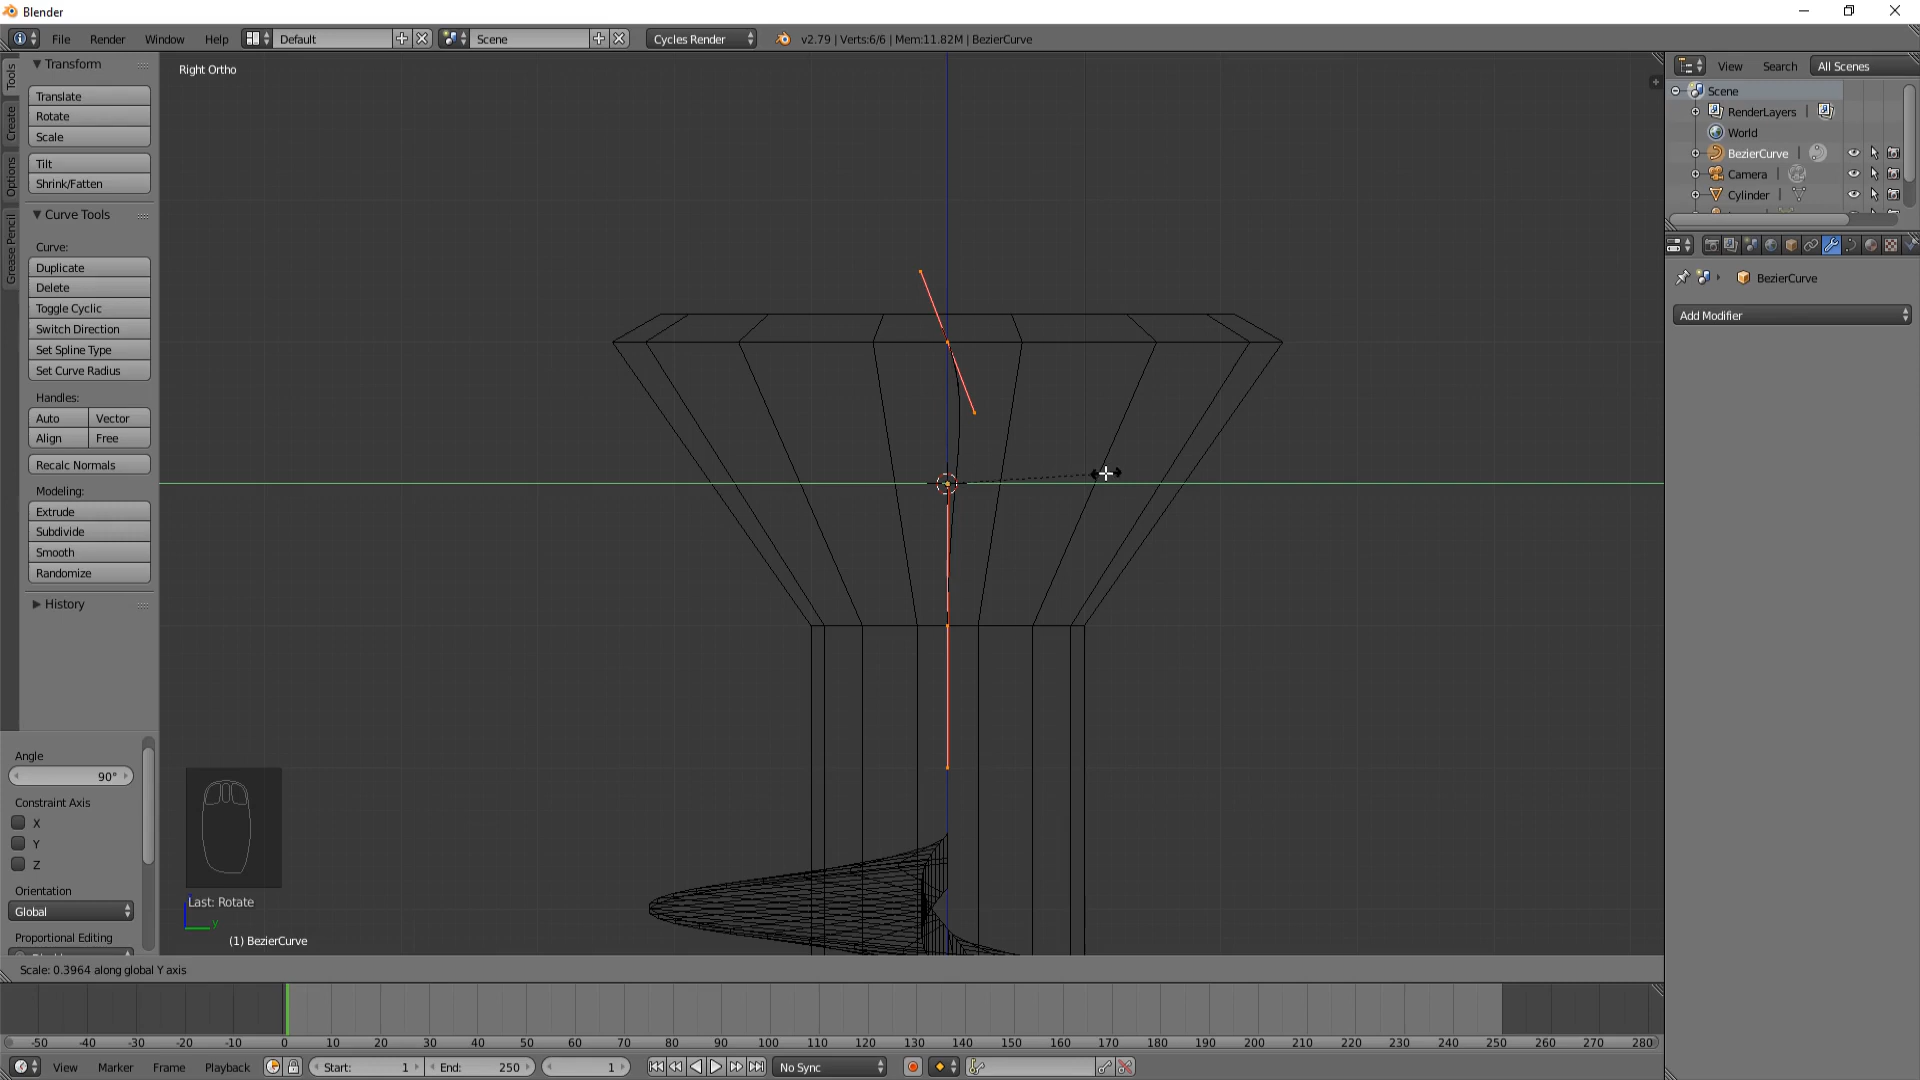 Blender
File Render Window Help Default Scene Cycles Render v2.79 | Verts:6/6 | Mem:11.82M | BezierCurve
Tools
Create
Options
Grease Pencil
Transform
Translate
Rotate
Scale
Tilt
Shrink/Fatten
Curve Tools
Curve:
Duplicate
Delete
Toggle Cyclic
Switch Direction
Set Spline Type
Set Curve Radius
Handles:
Auto Vector
Align Free
Recalc Normals
Modeling:
Extrude
Subdivide
Smooth
Randomize
History
Angle
90°
Constraint Axis
X
Y
Z
Orientation
Global
Proportional Editing
Right Ortho
Last: Rotate
y
(1) BezierCurve
Scale: 0.3964 along global Y axis
View Search All Scenes
Scene
RenderLayers
World
BezierCurve
Camera
Cylinder
BezierCurve
Add Modifier
-50 -40 -30 -20 -10 0 10 20 30 40 50 60 70 80 90 100 110 120 130 140 150 160 170 180 190 200 210 220 230 240 250 260 270 280
View Marker Frame Playback Start: 1 End: 250 1 No Sync